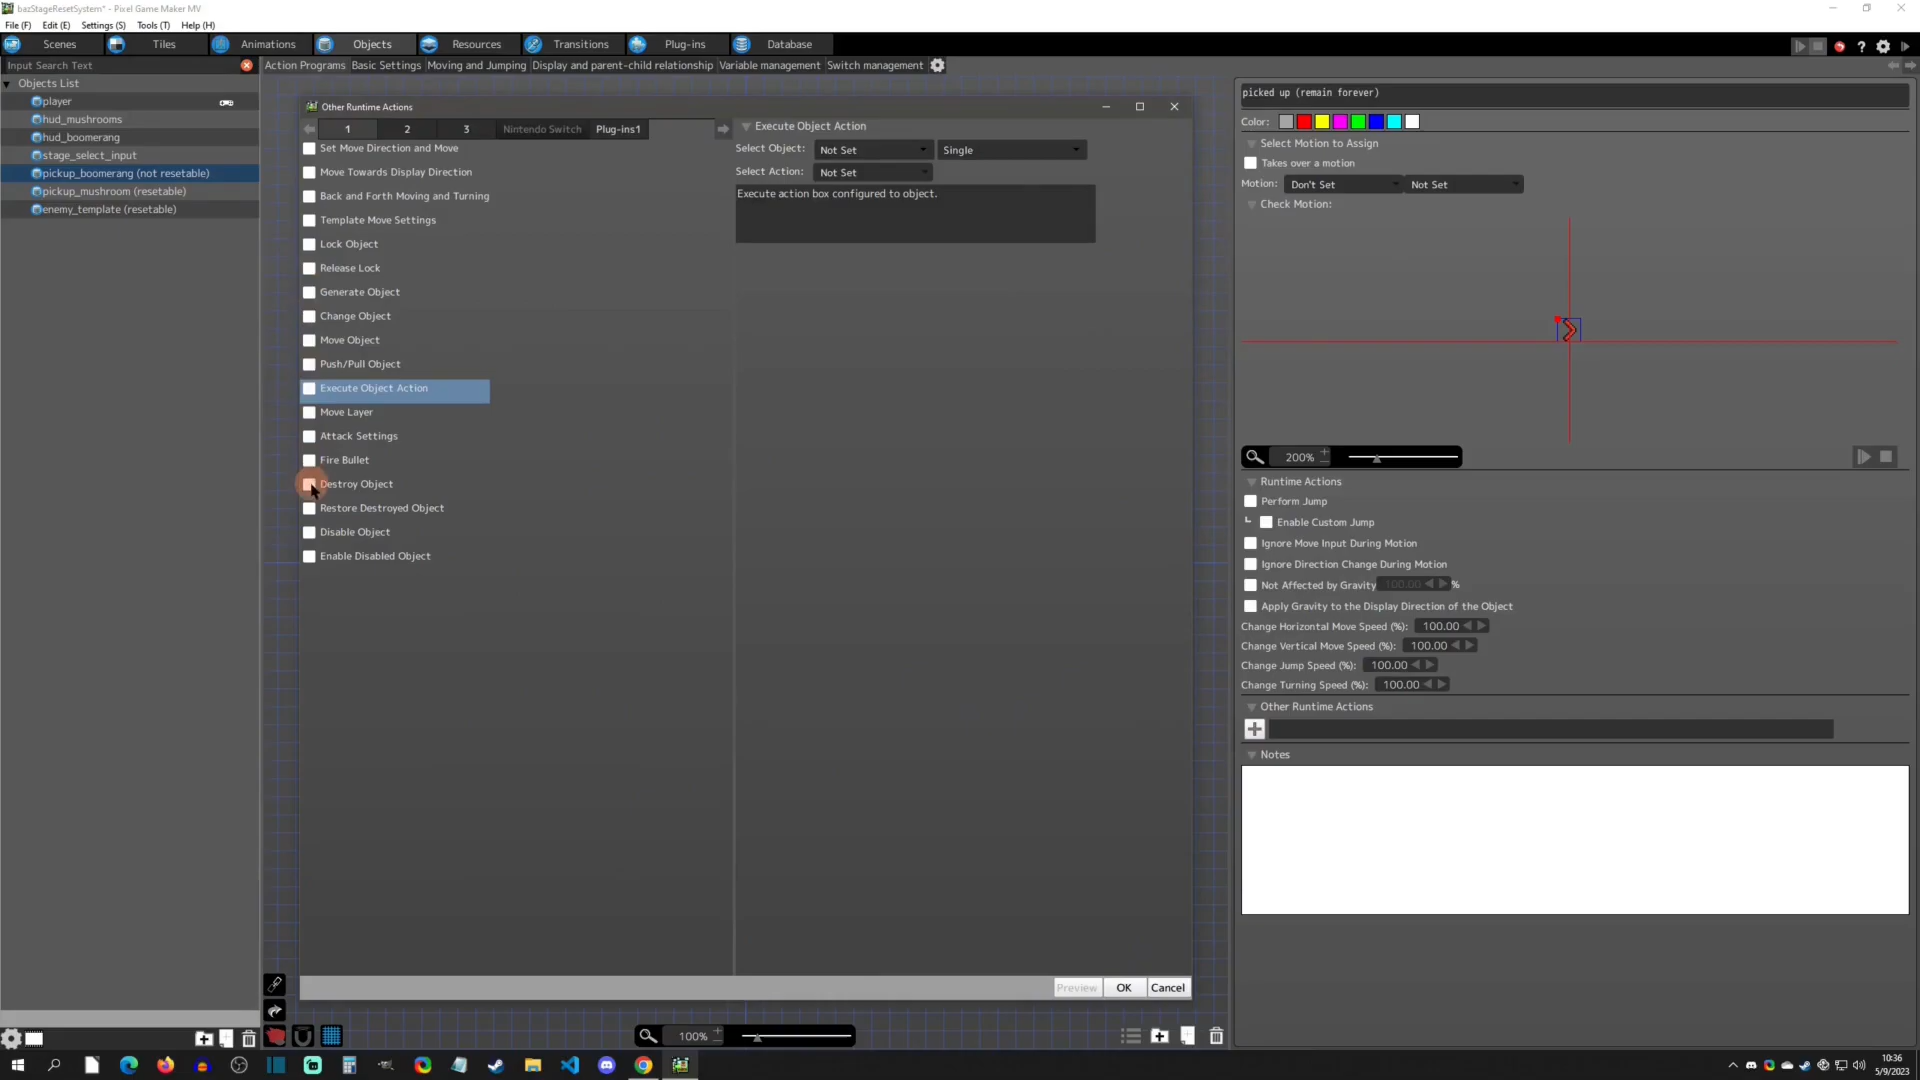 bazStageResetSystem* - Pixel Game Maker MV
File (F) Edit (E) Settings (S) Tools (T) Help (H)
Scenes Tiles Animations Objects Resources Transitions Plug-ins Database
Input Search Text
Action Programs Basic Settings Moving and Jumping Display and parent-child relationship Variable management Switch management
Objects List
player
hud_mushrooms
hud_boomerang
stage_select_input
pickup_boomerang (not resetable)
pickup_mushroom (resetable)
enemy_template (resetable)
Other Runtime Actions
1 2 3 Nintendo Switch Plug-ins1
Set Move Direction and Move
Move Towards Display Direction
Back and Forth Moving and Turning
Template Move Settings
Lock Object
Release Lock
Generate Object
Change Object
Move Object
Push/Pull Object
Execute Object Action
Move Layer
Attack Settings
Fire Bullet
Destroy Object
Restore Destroyed Object
Disable Object
Enable Disabled Object
Execute Object Action
Select Object: Not Set Single
Select Action: Not Set
Execute action box configured to object.
Preview OK Cancel
100%
picked up (remain forever)
Color:
Select Motion to Assign
Takes over a motion
Motion: Don't Set Not Set
Check Motion:
200%
Runtime Actions
Perform Jump
Enable Custom Jump
Ignore Move Input During Motion
Ignore Direction Change During Motion
Not Affected by Gravity 100.00 %
Apply Gravity to the Display Direction of the Object
Change Horizontal Move Speed (%): 100.00
Change Vertical Move Speed (%): 100.00
Change Jump Speed (%): 100.00
Change Turning Speed (%): 100.00
Other Runtime Actions
Notes
10:36
5/9/2023